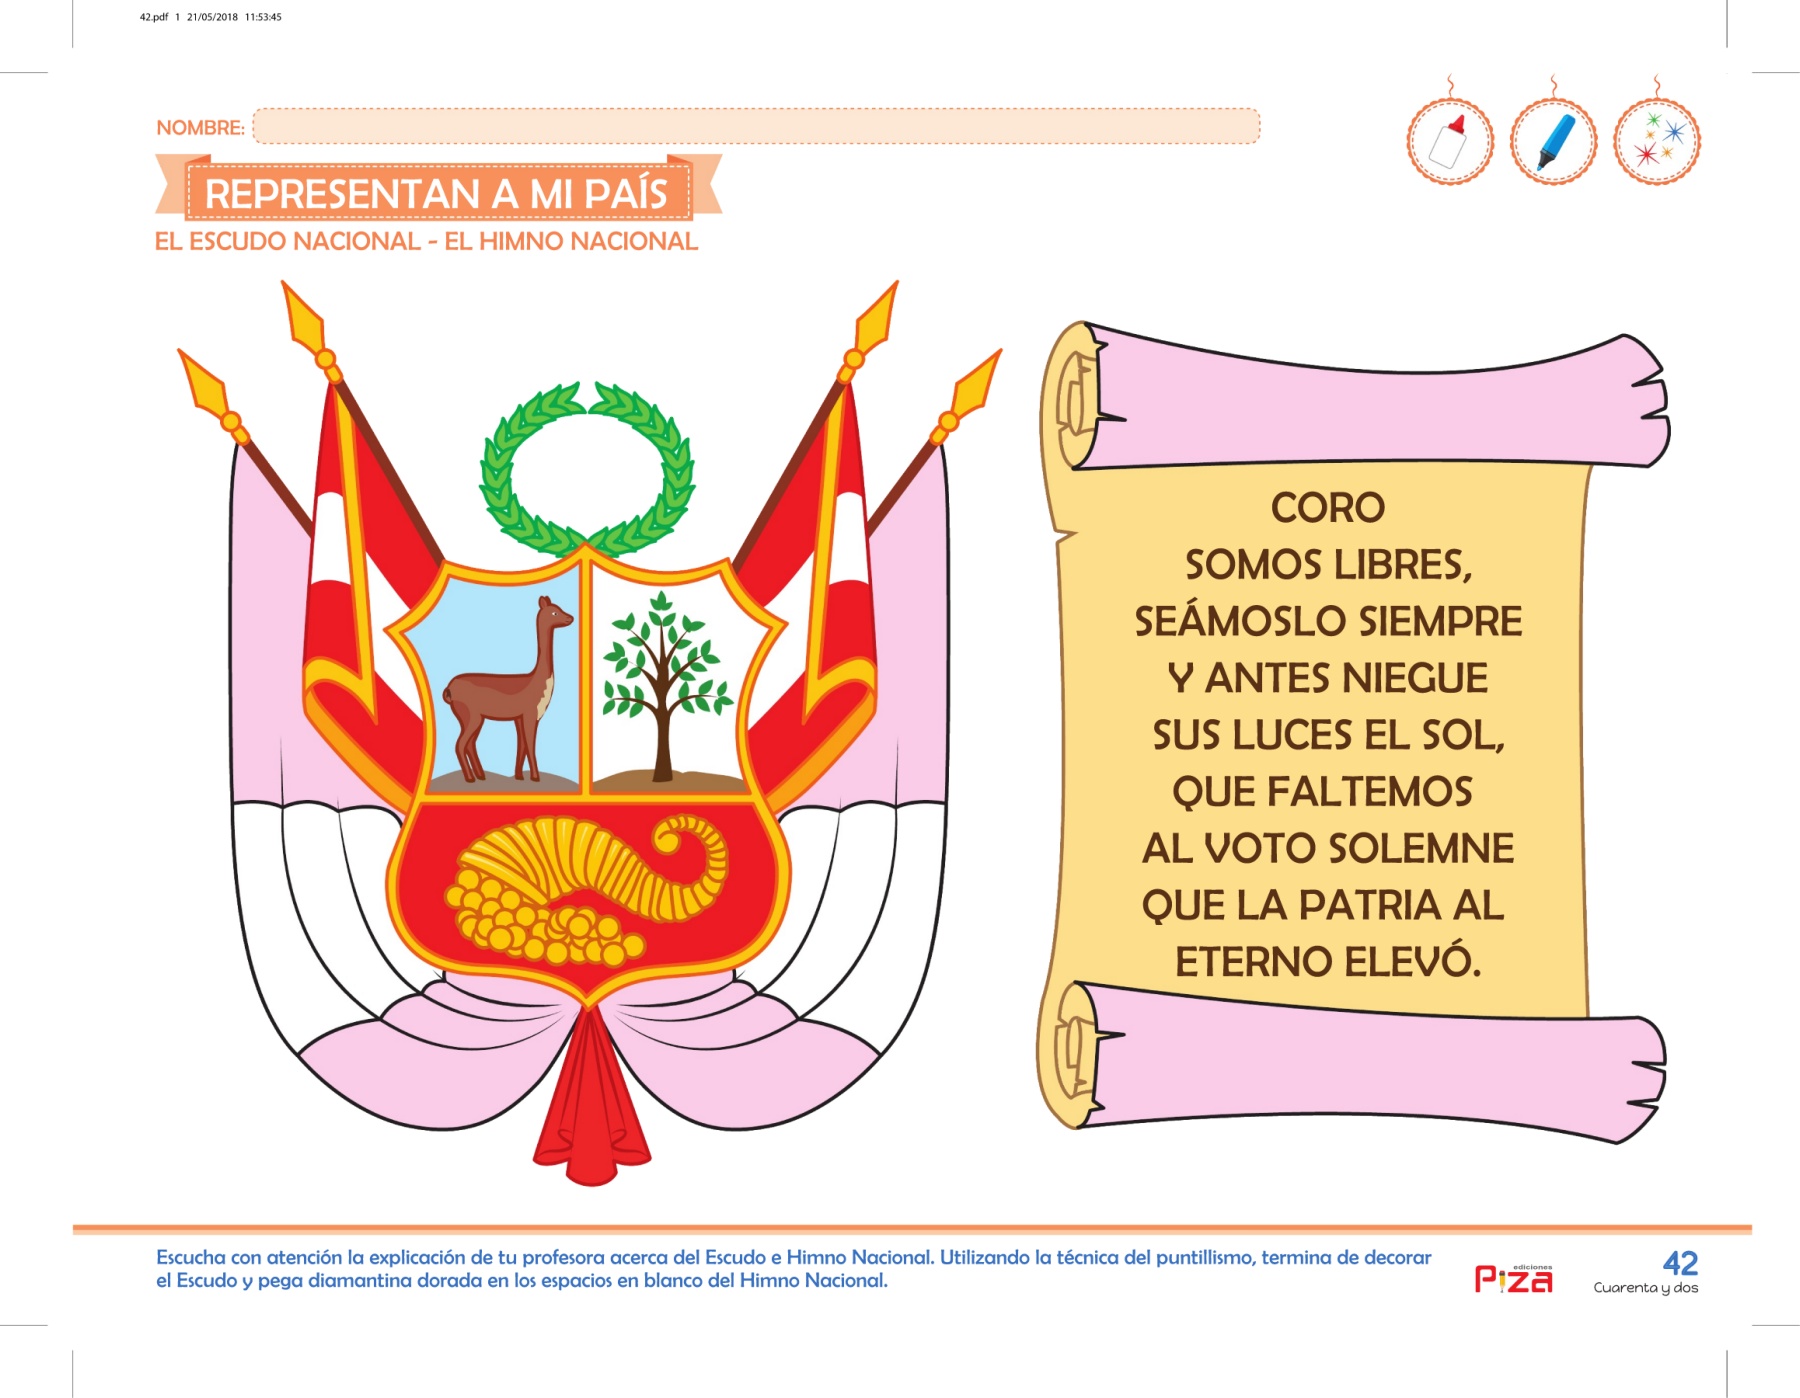 42.pdf 1 21/05/2018 11:53:45
NOMBRE:
REPRESENTAN A MI PAÍS
EL ESCUDO NACIONAL - EL HIMNO NACIONAL
CORO
SOMOS LIBRES,
SEÁMOSLO SIEMPRE
Y ANTES NIEGUE
SUS LUCES EL SOL,
QUE FALTEMOS
AL VOTO SOLEMNE
QUE LA PATRIA AL
ETERNO ELEVÓ.
Escucha con atención la explicación de tu profesora acerca del Escudo e Himno Nacional. Utilizando la técnica del puntillismo, termina de decorar
el Escudo y pega diamantina dorada en los espacios en blanco del Himno Nacional.
ediciones
Piza
42
Cuarenta y dos